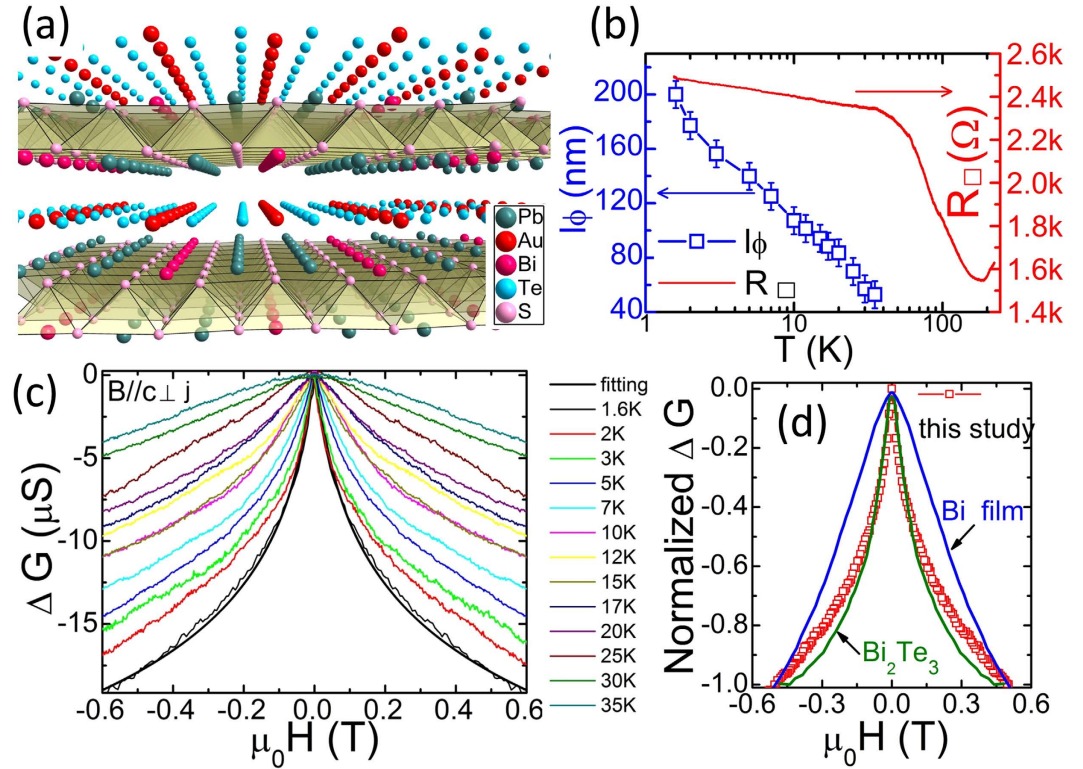 (a)
Pb
Au
Bi
Te
S
(b)
200
160
120
80
40
lϕ (nm)
lϕ
R □
1
10
100
T (K)
2.6k
2.4k
2.2k
2.0k
1.8k
1.6k
1.4k
R□(Ω)
(c)
B//c⊥ j
0
-5
-10
-15
Δ G (μS)
-0.6
-0.4
-0.2
0.0
0.2
0.4
0.6
μ₀H (T)
fitting
1.6K
2K
3K
5K
7K
10K
12K
15K
17K
20K
25K
30K
35K
(d)
this study
Bi film
Bi₂Te₃
0.0
-0.2
-0.4
-0.6
-0.8
-1.0
Normalized Δ G
-0.6
-0.3
0.0
0.3
0.6
μ₀H (T)